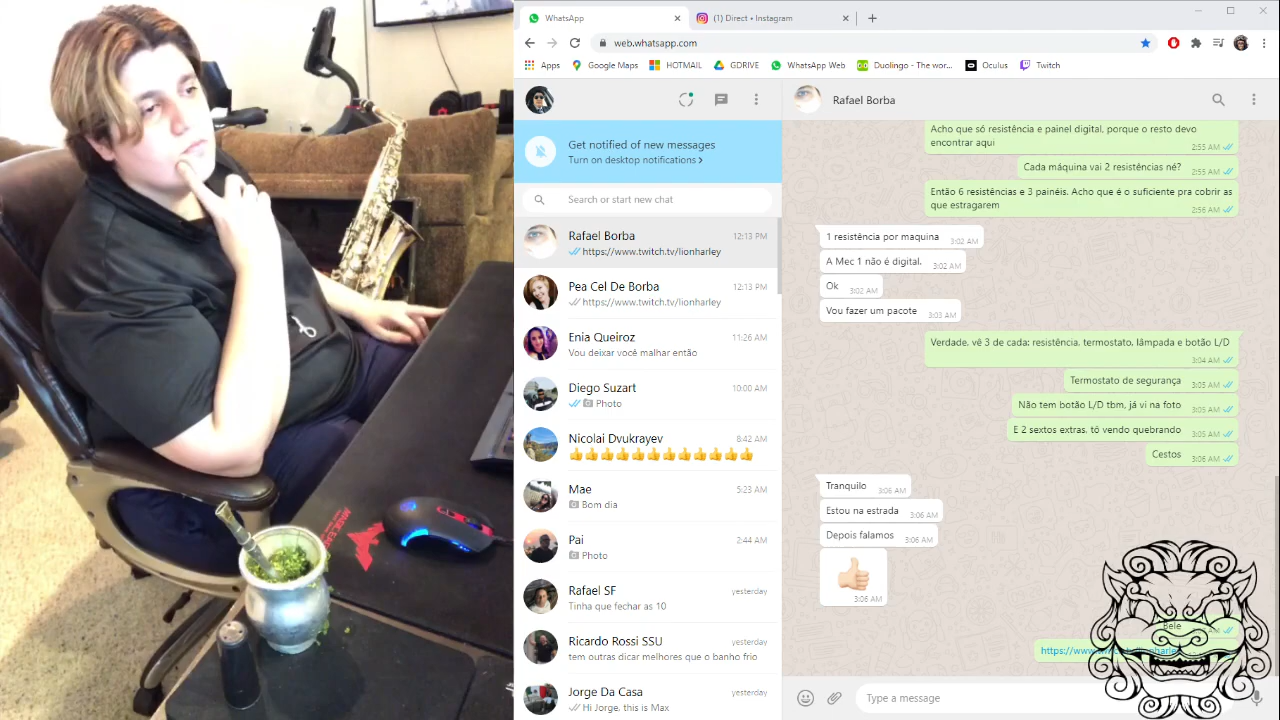 WhatsApp
(1) Direct • Instagram
web.whatsapp.com
Apps
Google Maps
HOTMAIL
GDRIVE
WhatsApp Web
Duolingo - The wor...
Oculus
Twitch
Get notified of new messages
Turn on desktop notifications
Search or start new chat
Rafael Borba 12:13 PM
https://www.twitch.tv/lionharley
Pea Cel De Borba 12:13 PM
https://www.twitch.tv/lionharley
Enia Queiroz 11:26 AM
Vou deixar você malhar então
Diego Suzart 10:00 AM
Photo
Nicolai Dvukrayev 8:42 AM
👍👍👍👍👍👍👍👍👍👍👍👍
Mae 5:23 AM
Bom dia
Pai 2:44 AM
Photo
Rafael SF yesterday
Tinha que fechar as 10
Ricardo Rossi SSU yesterday
tem outras dicar melhores que o banho frio
Jorge Da Casa yesterday
Hi Jorge, this is Max
Rafael Borba
Acho que só resistência e painel digital, porque o resto devo
encontrar aqui
2:55 AM
Cada máquina vai 2 resistências né? 2:55 AM
Então 6 resistências e 3 painéis. Acho que é o suficiente pra cobrir as
que estragarem
2:56 AM
1 resistência por maquina 3:02 AM
A Mec 1 não é digital. 3:02 AM
Ok 3:02 AM
Vou fazer um pacote 3:03 AM
Verdade, vê 3 de cada: resistência, termostato, lâmpada e botão L/D
3:04 AM
Termostato de segurança 3:05 AM
Não tem botão L/D tbm, já vi na foto 3:05 AM
E 2 sextos extras, tô vendo quebrando 3:05 AM
Cestos 3:06 AM
Tranquilo 3:06 AM
Estou na estrada 3:06 AM
Depois falamos 3:06 AM
👍🏼
3:06 AM
Bele
Type a message